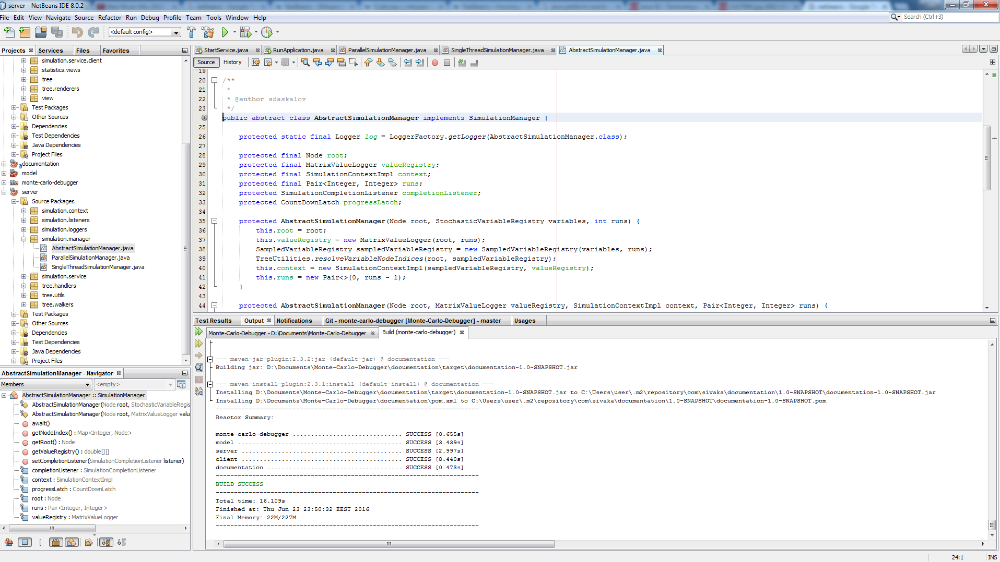 server - NetBeans IDE 8.0.2
File Edit View Navigate Source Refactor Run Debug Profile Team Tools Window Help
Search (Ctrl+3)
<default config>
Projects Services Files Favorites
simulation.service.client
statistics.views
tree
tree.renderers
view
Test Packages
Other Sources
Dependencies
Test Dependencies
Java Dependencies
Project Files
documentation
model
monte-carlo-debugger
server
Source Packages
simulation.context
simulation.listeners
simulation.loggers
simulation.manager
AbstractSimulationManager.java
ParallelSimulationManager.java
SingleThreadSimulationManager.java
simulation.service
tree.handlers
tree.utils
tree.walkers
Test Packages
Other Sources
Dependencies
Test Dependencies
Java Dependencies
Project Files
AbstractSimulationManager - Navigator
Members <empty>
AbstractSimulationManager :: SimulationManager
AbstractSimulationManager(Node root, StochasticVariableRegis
AbstractSimulationManager(Node root, MatrixValueLogger valu
await()
getNodeIndex() : Map<Integer, Node>
getRoot() : Node
getValueRegistry() : double[][]
setCompletionListener(SimulationCompletionListener listener)
completionListener : SimulationCompletionListener
context : SimulationContextImpl
progressLatch : CountDownLatch
root : Node
runs : Pair<Integer, Integer>
valueRegistry : MatrixValueLogger
StartService.java RunApplication.java ParallelSimulationManager.java SingleThreadSimulationManager.java AbstractSimulationManager.java
Source History
19
20 /**
21 *
22 * @author sdaskalov
23 */
public abstract class AbstractSimulationManager implements SimulationManager {
25
26 protected static final Logger log = LoggerFactory.getLogger(AbstractSimulationManager.class);
27
28 protected final Node root;
29 protected final MatrixValueLogger valueRegistry;
30 protected final SimulationContextImpl context;
31 protected final Pair<Integer, Integer> runs;
32 protected SimulationCompletionListener completionListener;
33 protected CountDownLatch progressLatch;
34
35 protected AbstractSimulationManager(Node root, StochasticVariableRegistry variables, int runs) {
36 this.root = root;
37 this.valueRegistry = new MatrixValueLogger(root, runs);
38 SampledVariableRegistry sampledVariableRegistry = new SampledVariableRegistry(variables, runs);
39 TreeUtilities.resolveVariableNodeIndices(root, sampledVariableRegistry);
40 this.context = new SimulationContextImpl(sampledVariableRegistry, valueRegistry);
41 this.runs = new Pair<>(0, runs - 1);
42 }
43
44 protected AbstractSimulationManager(Node root, MatrixValueLogger valueRegistry, SimulationContextImpl context, Pair<Integer, Integer> runs) {
Test Results Output Notifications Git - monte-carlo-debugger [Monte-Carlo-Debugger] - master Usages
Monte-Carlo-Debugger - D:\Documents\Monte-Carlo-Debugger Build (monte-carlo-debugger)
--- maven-jar-plugin:2.3.2:jar (default-jar) @ documentation ---
Building jar: D:\Documents\Monte-Carlo-Debugger\documentation\target\documentation-1.0-SNAPSHOT.jar
--- maven-install-plugin:2.3.1:install (default-install) @ documentation ---
Installing D:\Documents\Monte-Carlo-Debugger\documentation\target\documentation-1.0-SNAPSHOT.jar to C:\Users\user\.m2\repository\com\sivaka\documentation\1.0-SNAPSHOT\documentation-1.0-SNAPSHOT.jar
Installing D:\Documents\Monte-Carlo-Debugger\documentation\pom.xml to C:\Users\user\.m2\repository\com\sivaka\documentation\1.0-SNAPSHOT\documentation-1.0-SNAPSHOT.pom
------------------------------------------------------------------------
Reactor Summary:
monte-carlo-debugger .............................. SUCCESS [0.655s]
model ............................................. SUCCESS [3.439s]
server ............................................ SUCCESS [2.997s]
client ............................................ SUCCESS [8.440s]
documentation ..................................... SUCCESS [0.473s]
------------------------------------------------------------------------
BUILD SUCCESS
------------------------------------------------------------------------
Total time: 16.109s
Finished at: Thu Jun 23 23:50:32 EEST 2016
Final Memory: 22M/227M
------------------------------------------------------------------------
24:1 INS